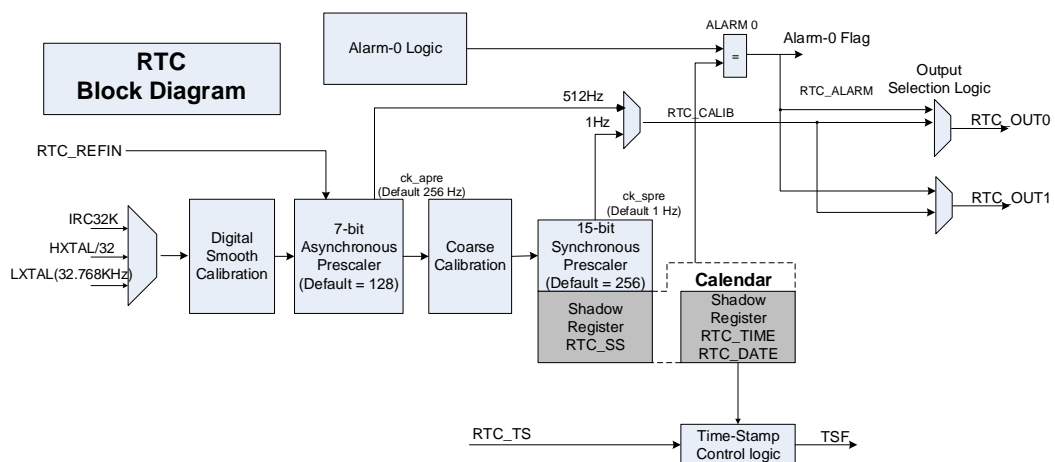 RTC
Block Diagram
Alarm-0 Logic
ALARM 0
=
Alarm-0 Flag
Output
Selection Logic
RTC_ALARM
512Hz
1Hz
RTC_CALIB
RTC_OUT0
RTC_OUT1
RTC_REFIN
ck_apre
(Default 256 Hz)
ck_spre
(Default 1 Hz)
IRC32K
HXTAL/32
LXTAL(32.768KHz)
Digital
Smooth
Calibration
7-bit
Asynchronous
Prescaler
(Default = 128)
Coarse
Calibration
15-bit
Synchronous
Prescaler
(Default = 256)
Shadow
Register
RTC_SS
Calendar
Shadow
Register
RTC_TIME
RTC_DATE
RTC_TS
Time-Stamp
Control logic
TSF